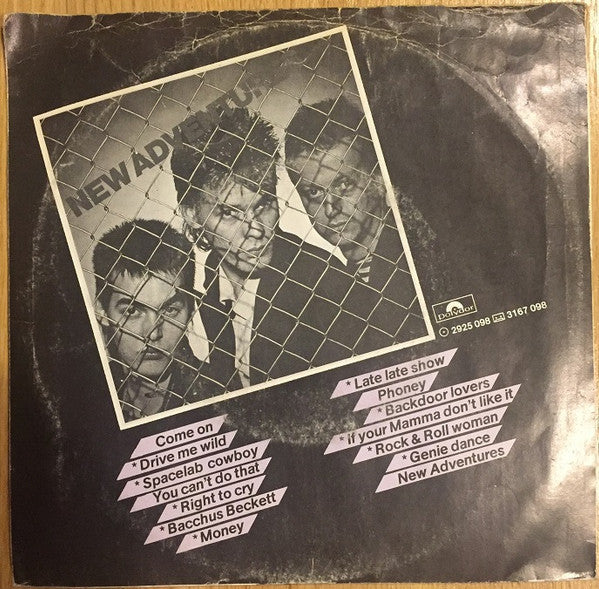 NEW ADVENTU
Polydor
2925 098 3167 098
Come on
* Drive me wild
* Spacelab cowboy
You can't do that
* Right to cry
* Bacchus Beckett
* Money
* Late late show
Phoney
* Backdoor lovers
* if your Mamma don't like it
* Rock & Roll woman
* Genie dance
New Adventures